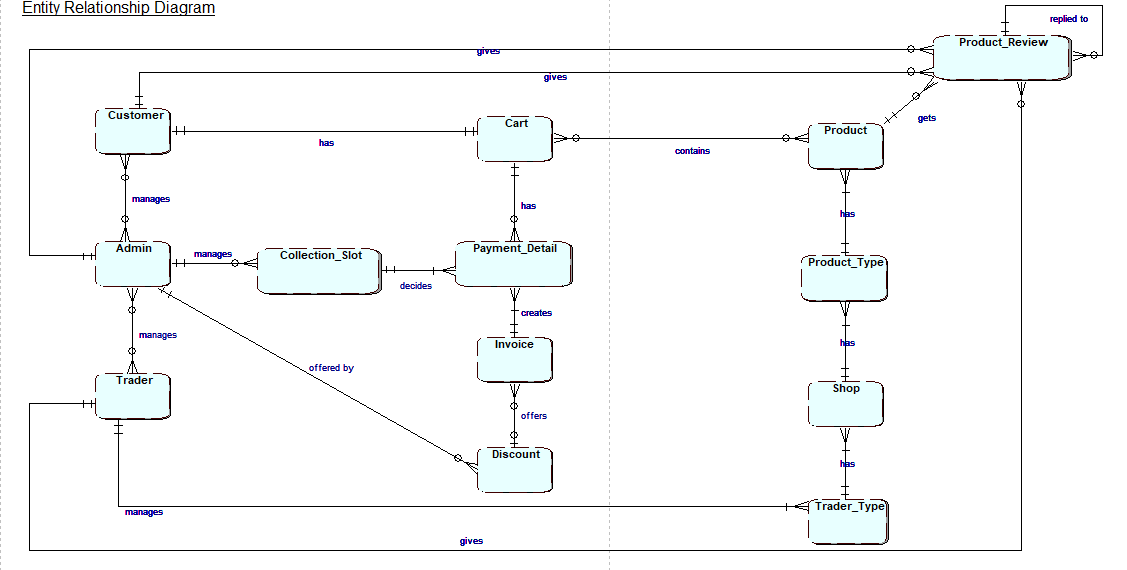 Entity Relationship Diagram
replied to
Product_Review
gives
gives
Customer
Cart
Product
gets
has
contains
manages
has
has
Admin
manages
Collection_Slot
Payment_Detail
Product_Type
decides
creates
manages
Invoice
has
offered by
Trader
Shop
offers
Discount
has
manages
Trader_Type
gives